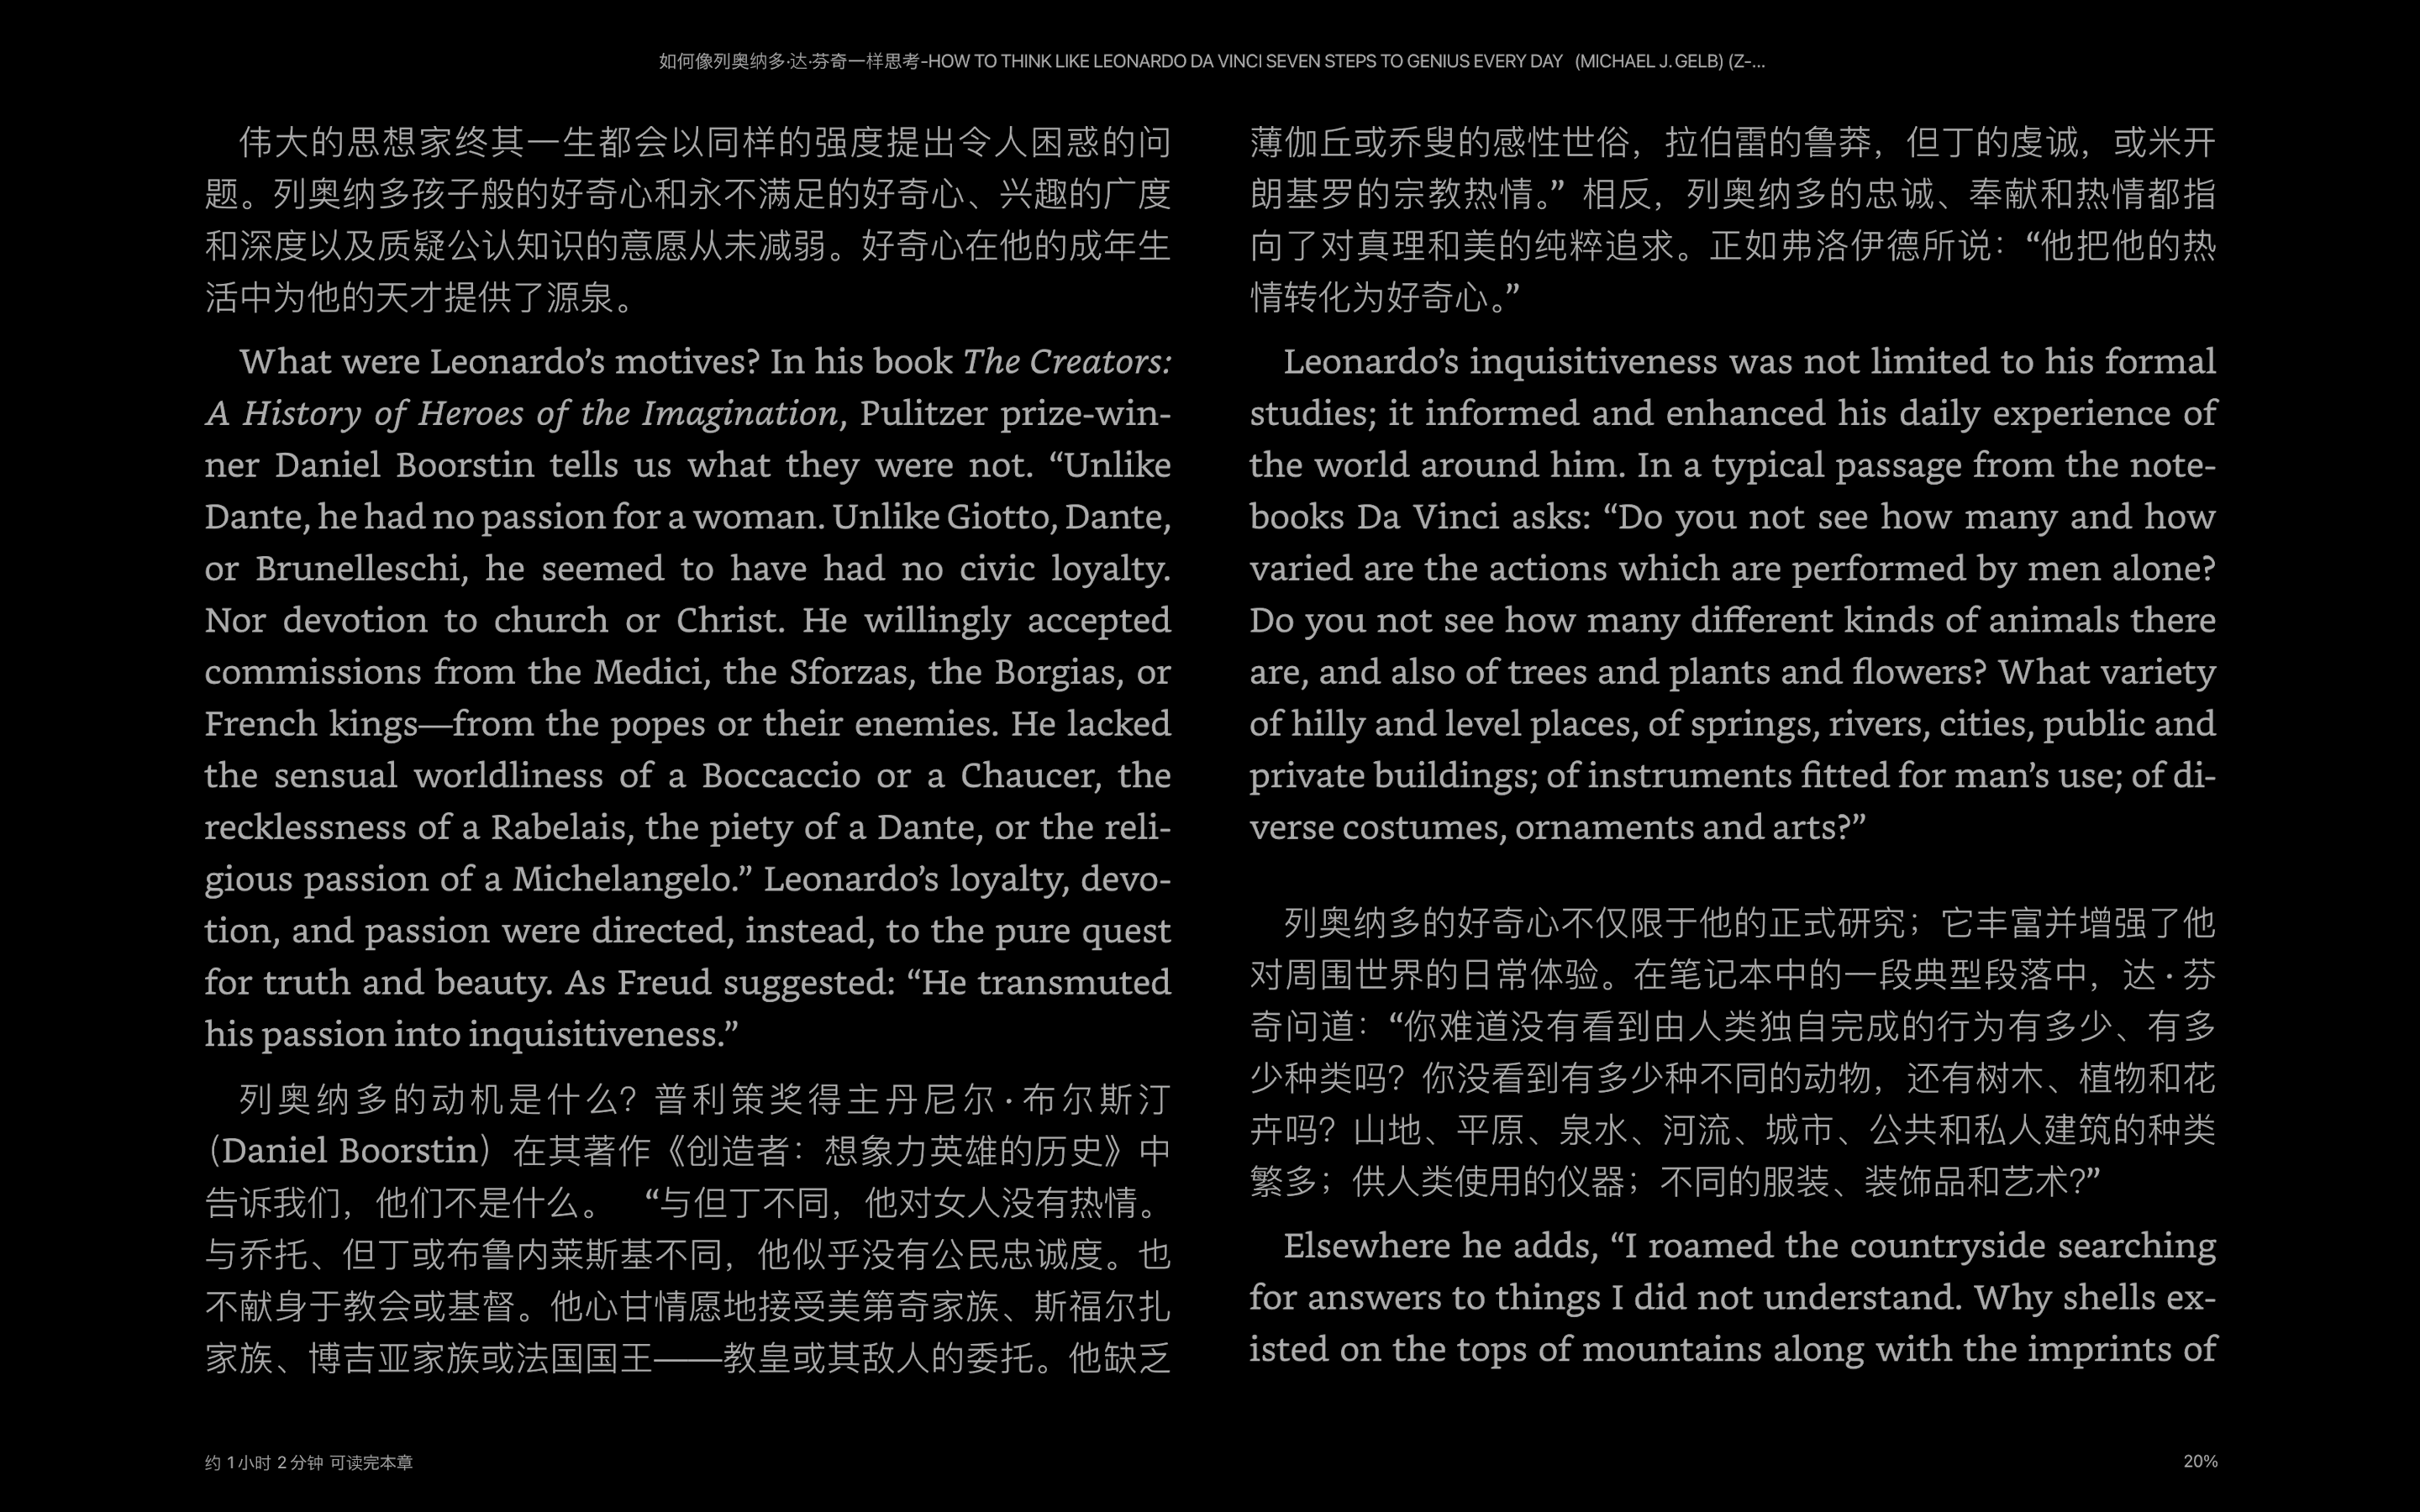 如何像列奥纳多·达·芬奇一样思考-HOW TO THINK LIKE LEONARDO DA VINCI SEVEN STEPS TO GENIUS EVERY DAY (MICHAEL J. GELB) (Z-...
伟大的思想家终其一生都会以同样的强度提出令人困惑的问
题。列奥纳多孩子般的好奇心和永不满足的好奇心、兴趣的广度
和深度以及质疑公认知识的意愿从未减弱。好奇心在他的成年生
活中为他的天才提供了源泉。
What were Leonardo’s motives? In his book The Creators:
A History of Heroes of the Imagination, Pulitzer prize-win-
ner Daniel Boorstin tells us what they were not. “Unlike
Dante, he had no passion for a woman. Unlike Giotto, Dante,
or Brunelleschi, he seemed to have had no civic loyalty.
Nor devotion to church or Christ. He willingly accepted
commissions from the Medici, the Sforzas, the Borgias, or
French kings—from the popes or their enemies. He lacked
the sensual worldliness of a Boccaccio or a Chaucer, the
recklessness of a Rabelais, the piety of a Dante, or the reli-
gious passion of a Michelangelo.” Leonardo’s loyalty, devo-
tion, and passion were directed, instead, to the pure quest
for truth and beauty. As Freud suggested: “He transmuted
his passion into inquisitiveness.”
列奥纳多的动机是什么？普利策奖得主丹尼尔·布尔斯汀
（Daniel Boorstin）在其著作《创造者：想象力英雄的历史》中
告诉我们，他们不是什么。 “与但丁不同，他对女人没有热情。
与乔托、但丁或布鲁内莱斯基不同，他似乎没有公民忠诚度。也
不献身于教会或基督。他心甘情愿地接受美第奇家族、斯福尔扎
家族、博吉亚家族或法国国王——教皇或其敌人的委托。他缺乏
薄伽丘或乔叟的感性世俗，拉伯雷的鲁莽，但丁的虔诚，或米开
朗基罗的宗教热情。” 相反，列奥纳多的忠诚、奉献和热情都指
向了对真理和美的纯粹追求。正如弗洛伊德所说：“他把他的热
情转化为好奇心。”
Leonardo’s inquisitiveness was not limited to his formal
studies; it informed and enhanced his daily experience of
the world around him. In a typical passage from the note-
books Da Vinci asks: “Do you not see how many and how
varied are the actions which are performed by men alone?
Do you not see how many different kinds of animals there
are, and also of trees and plants and flowers? What variety
of hilly and level places, of springs, rivers, cities, public and
private buildings; of instruments fitted for man’s use; of di-
verse costumes, ornaments and arts?”
列奥纳多的好奇心不仅限于他的正式研究；它丰富并增强了他
对周围世界的日常体验。在笔记本中的一段典型段落中，达·芬
奇问道：“你难道没有看到由人类独自完成的行为有多少、有多
少种类吗？你没看到有多少种不同的动物，还有树木、植物和花
卉吗？山地、平原、泉水、河流、城市、公共和私人建筑的种类
繁多；供人类使用的仪器；不同的服装、装饰品和艺术？”
Elsewhere he adds, “I roamed the countryside searching
for answers to things I did not understand. Why shells ex-
isted on the tops of mountains along with the imprints of
约 1 小时 2 分钟 可读完本章
20%